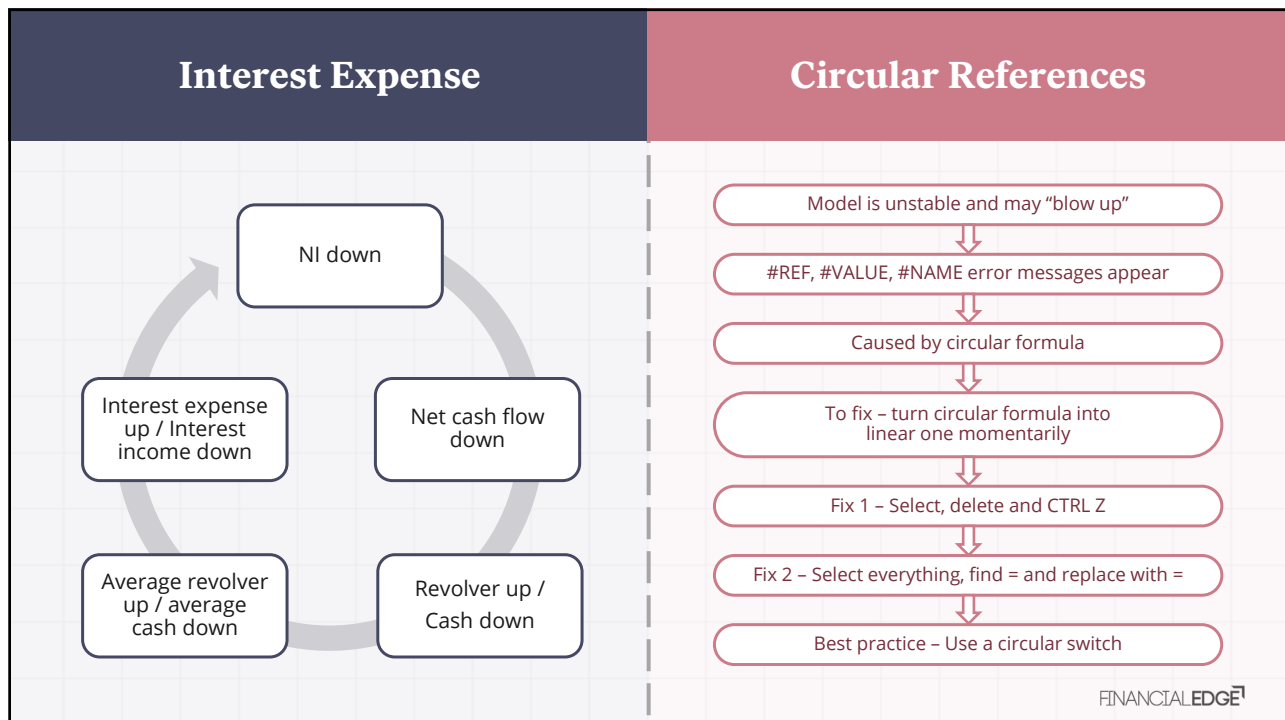 Interest Expense
NI down
Net cash flow
down
Revolver up /
Cash down
Average revolver
up / average
cash down
Interest expense
up / Interest
income down
Circular References
Model is unstable and may “blow up”
#REF, #VALUE, #NAME error messages appear
Caused by circular formula
To fix – turn circular formula into
linear one momentarily
Fix 1 – Select, delete and CTRL Z
Fix 2 – Select everything, find = and replace with =
Best practice – Use a circular switch
FINANCIALEDGE